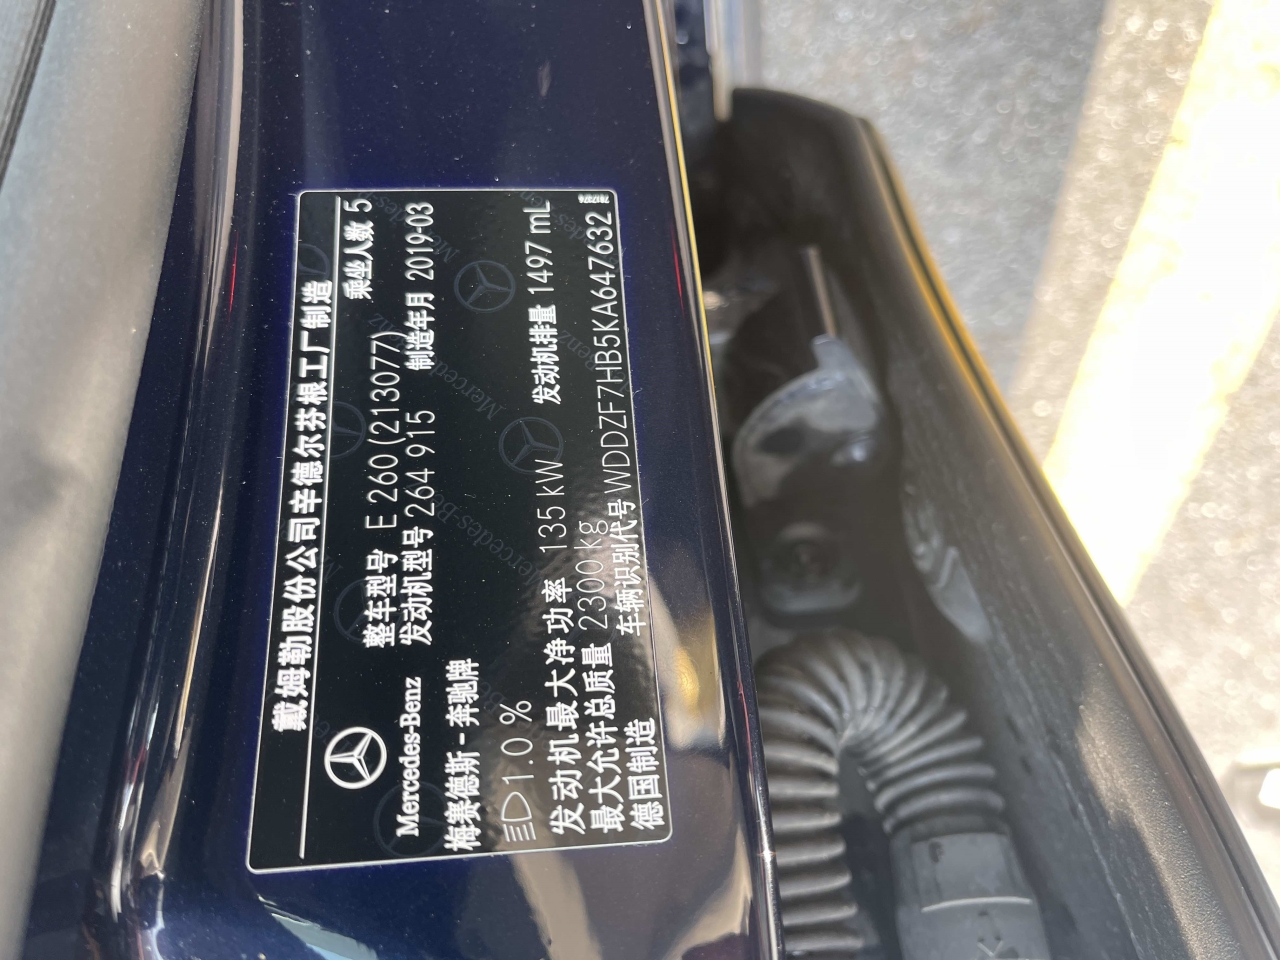 戴姆勒股份公司辛德尔芬根工厂制造
乘坐人数 5
整车型号 E 260 (213077)
发动机型号 264 915 制造年月 2019-03
Mercedes-Benz
梅赛德斯-奔驰牌
1.0 %
发动机最大净功率 135 kW 发动机排量 1497 mL
最大允许总质量 2300kg
德国制造 车辆识别代号 WDDZF7HB5KA647632